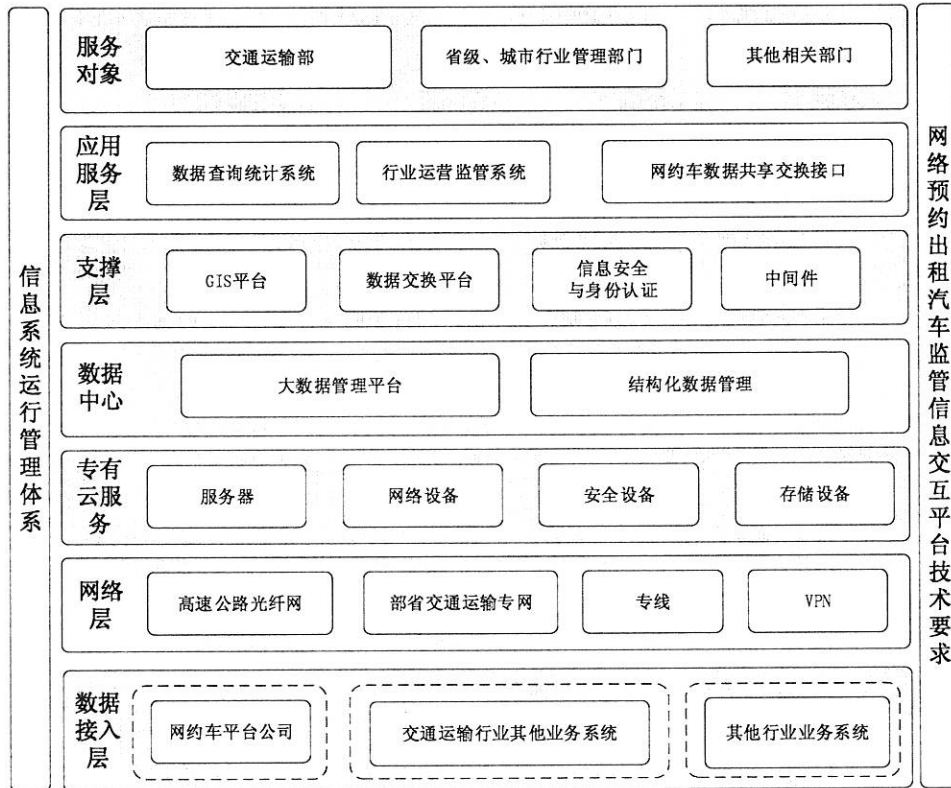 信息系统运行管理体系
服务
对象
交通运输部
省级、城市行业管理部门
其他相关部门
应用
服务
层
数据查询统计系统
行业运营监管系统
网约车数据共享交换接口
支撑
层
GIS平台
数据交换平台
信息安全
与身份认证
中间件
数据
中心
大数据管理平台
结构化数据管理
专有
云服
务
服务器
网络设备
安全设备
存储设备
网络
层
高速公路光纤网
部省交通运输专网
专线
VPN
数据
接入
层
网约车平台公司
交通运输行业其他业务系统
其他行业业务系统
网络预约出租汽车监管信息交互平台技术要求